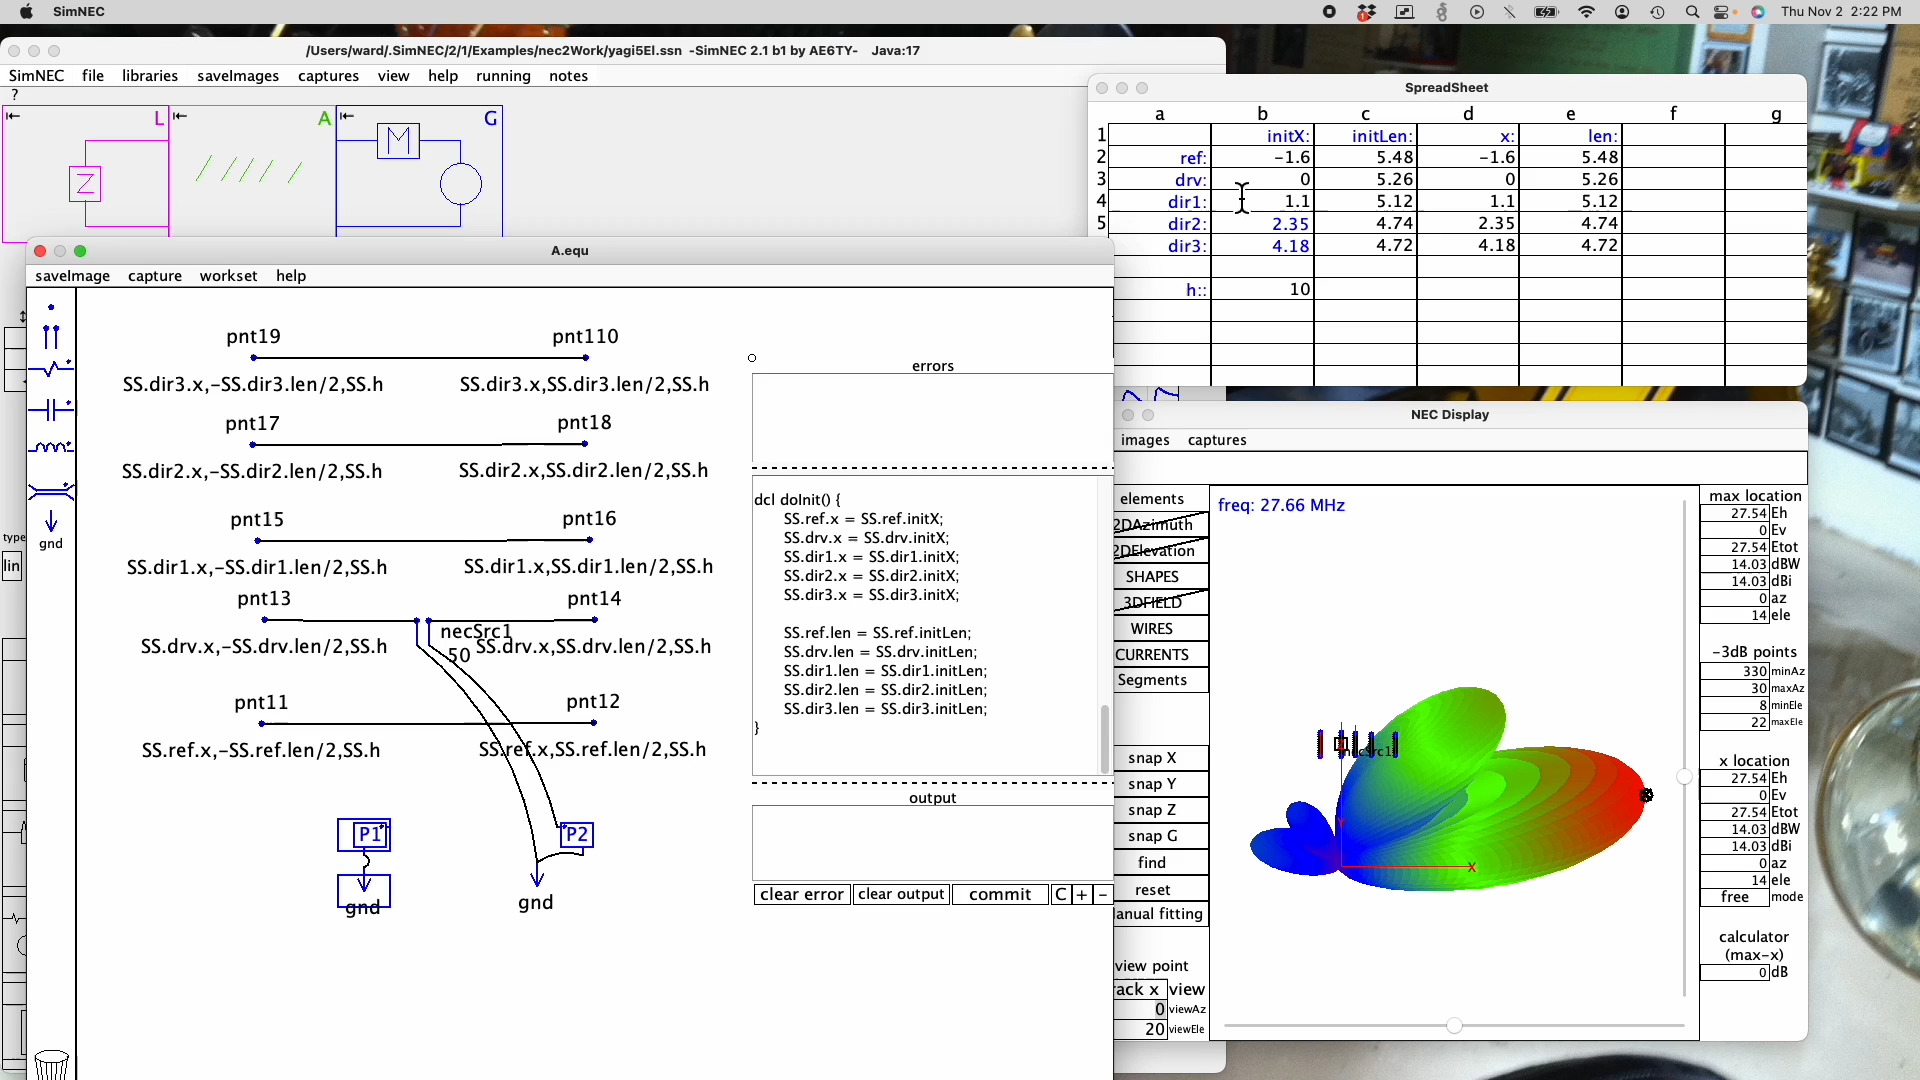 SimNEC
Thu Nov 2 2:22 PM
/Users/ward/.SimNEC/2/1/Examples/nec2Work/yagi5El.ssn -SimNEC 2.1 b1 by AE6TY- Java:17
SimNEC file libraries saveImages captures view help running notes
?
L A G
Z M
type
lin
SpreadSheet
a b c d e f g
1 initX: initLen: x: len:
2 ref: -1.6 5.48 -1.6 5.48
3 drv: 0 5.26 0 5.26
4 dir1: 1.1 5.12 1.1 5.12
5 dir2: 2.35 4.74 2.35 4.74
dir3: 4.18 4.72 4.18 4.72
h:: 10
A.equ
saveImage capture workset help
gnd
pnt19 pnt110
SS.dir3.x,-SS.dir3.len/2,SS.h SS.dir3.x,SS.dir3.len/2,SS.h
pnt17 pnt18
SS.dir2.x,-SS.dir2.len/2,SS.h SS.dir2.x,SS.dir2.len/2,SS.h
pnt15 pnt16
SS.dir1.x,-SS.dir1.len/2,SS.h SS.dir1.x,SS.dir1.len/2,SS.h
pnt13 pnt14
necSrc1
50
SS.drv.x,-SS.drv.len/2,SS.h SS.drv.x,SS.drv.len/2,SS.h
pnt11 pnt12
SS.ref.x,-SS.ref.len/2,SS.h SS.ref.x,SS.ref.len/2,SS.h
P1 P2
gnd gnd
errors
dcl doInit() {
SS.ref.x = SS.ref.initX;
SS.drv.x = SS.drv.initX;
SS.dir1.x = SS.dir1.initX;
SS.dir2.x = SS.dir2.initX;
SS.dir3.x = SS.dir3.initX;
SS.ref.len = SS.ref.initLen;
SS.drv.len = SS.drv.initLen;
SS.dir1.len = SS.dir1.initLen;
SS.dir2.len = SS.dir2.initLen;
SS.dir3.len = SS.dir3.initLen;
}
output
clear error clear output commit C + -
NEC Display
images captures
elements
2DAzimuth
2DElevation
SHAPES
3DFIELD
WIRES
CURRENTS
Segments
snap X
snap Y
snap Z
snap G
find
reset
anual fitting
view point
rack x view
0 viewAz
20 viewEle
freq: 27.66 MHz
necSrc1
Y
X
max location
27.54 Eh
0 Ev
27.54 Etot
14.03 dBW
14.03 dBi
0 az
14 ele
-3dB points
330 minAz
30 maxAz
8 minEle
22 maxEle
x location
27.54 Eh
0 Ev
27.54 Etot
14.03 dBW
14.03 dBi
0 az
14 ele
free mode
calculator
(max-x)
0 dB